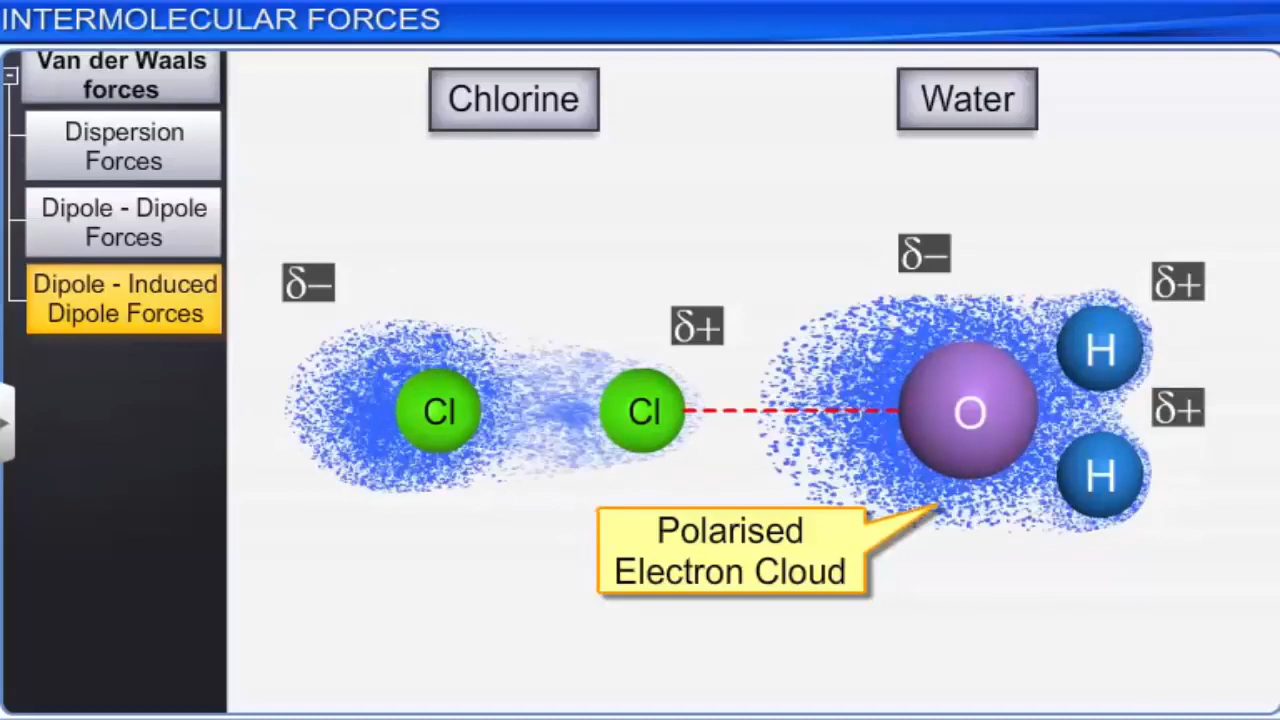 INTERMOLECULAR FORCES
Van der Waals
forces
Dispersion
Forces
Dipole - Dipole
Forces
Dipole - Induced
Dipole Forces
Chlorine
Water
δ–
δ+
δ–
δ+
δ+
Cl
Cl
O
H
H
Polarised
Electron Cloud